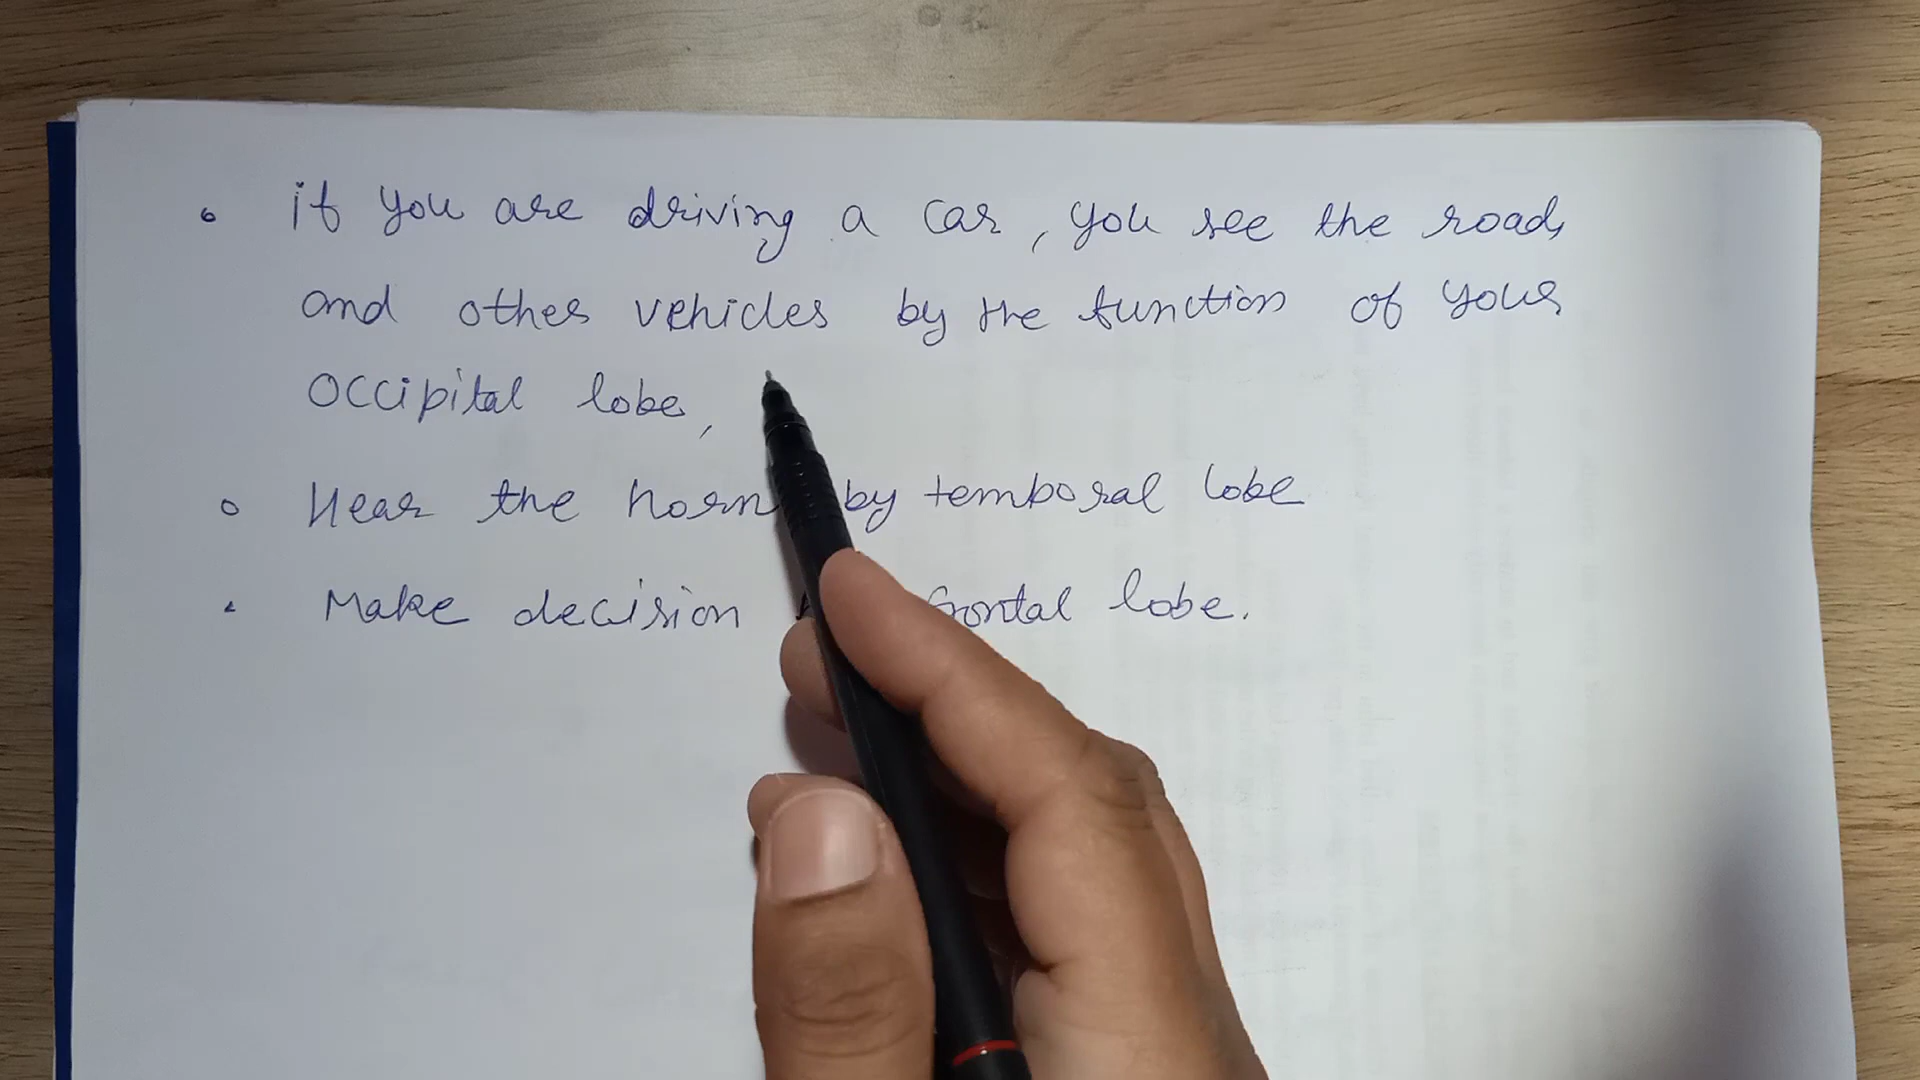 • if you are driving a car, you see the road,
and other vehicles by the function of your
occipital lobe,
• Hear the horn by temporal lobe
• Make decision frontal lobe.